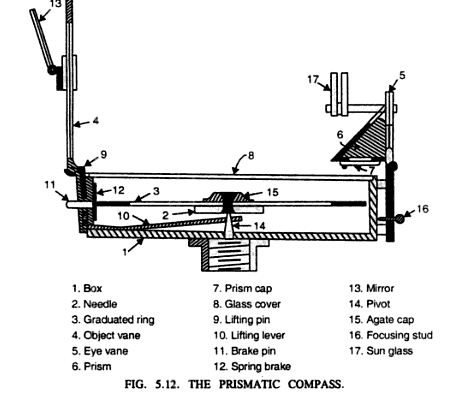 13
17
5
4
6
9
8
7
12
11
3
15
2
10
14
16
1
1. Box
2. Needle
3. Graduated ring
4. Object vane
5. Eye vane
6. Prism
7. Prism cap
8. Glass cover
9. Lifting pin
10. Lifting lever
11. Brake pin
12. Spring brake
13. Mirror
14. Pivot
15. Agate cap
16. Focusing stud
17. Sun glass
FIG. 5.12. THE PRISMATIC COMPASS.